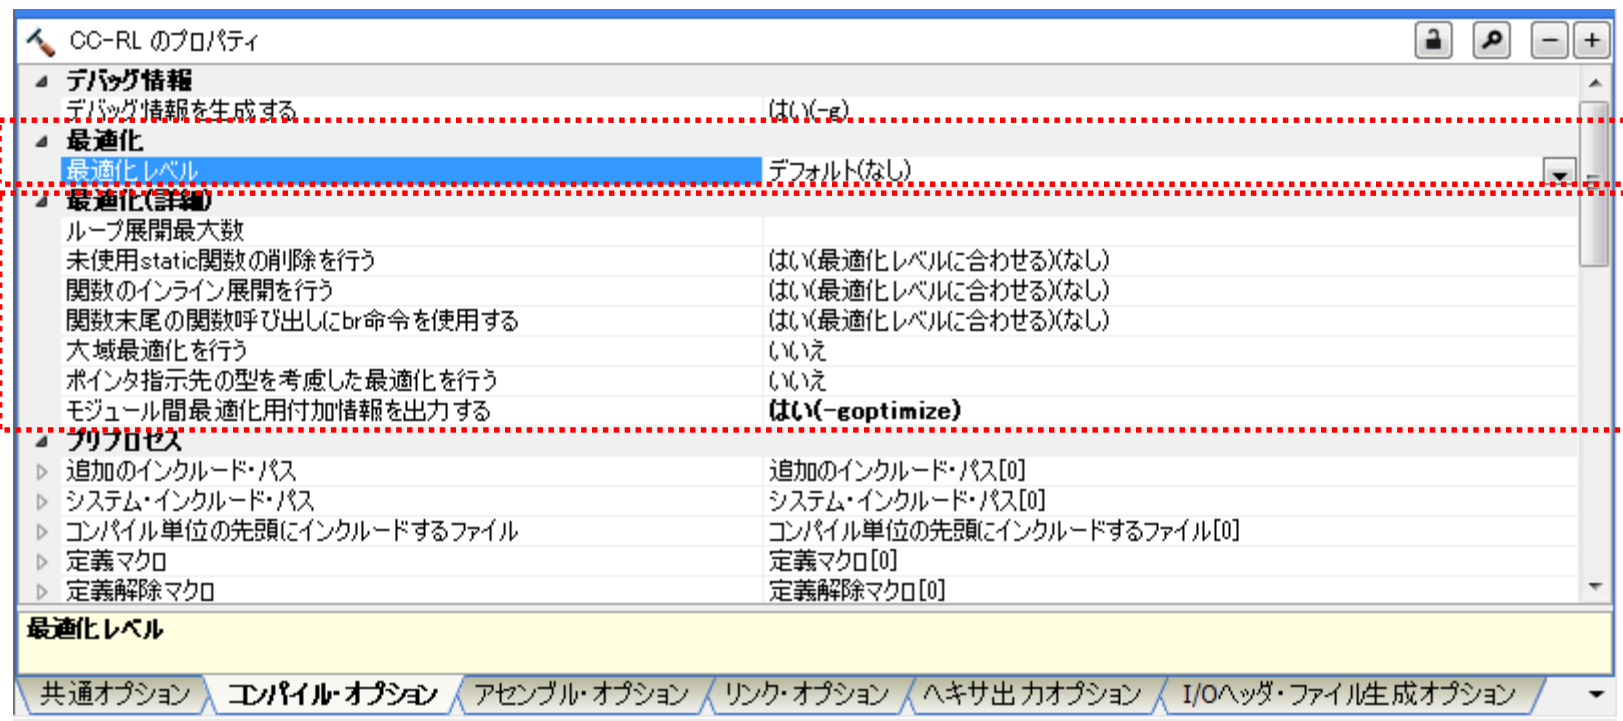 CC-RL のプロパティ
デバッグ情報
デバッグ情報を生成する はい(-g)
最適化
最適化レベル デフォルト(なし)
最適化(詳細)
ループ展開最大数
未使用static関数の削除を行う はい(最適化レベルに合わせる)(なし)
関数のインライン展開を行う はい(最適化レベルに合わせる)(なし)
関数末尾の関数呼び出しにbr命令を使用する はい(最適化レベルに合わせる)(なし)
大域最適化を行う いいえ
ポインタ指示先の型を考慮した最適化を行う いいえ
モジュール間最適化用付加情報を出力する はい(-goptimize)
プリプロセス
追加のインクルード・パス 追加のインクルード・パス[0]
システム・インクルード・パス システム・インクルード・パス[0]
コンパイル単位の先頭にインクルードするファイル コンパイル単位の先頭にインクルードするファイル[0]
定義マクロ 定義マクロ[0]
定義解除マクロ 定義解除マクロ[0]
最適化レベル
共通オプション コンパイル・オプション アセンブル・オプション リンク・オプション ヘキサ出力オプション I/Oヘッダ・ファイル生成オプション